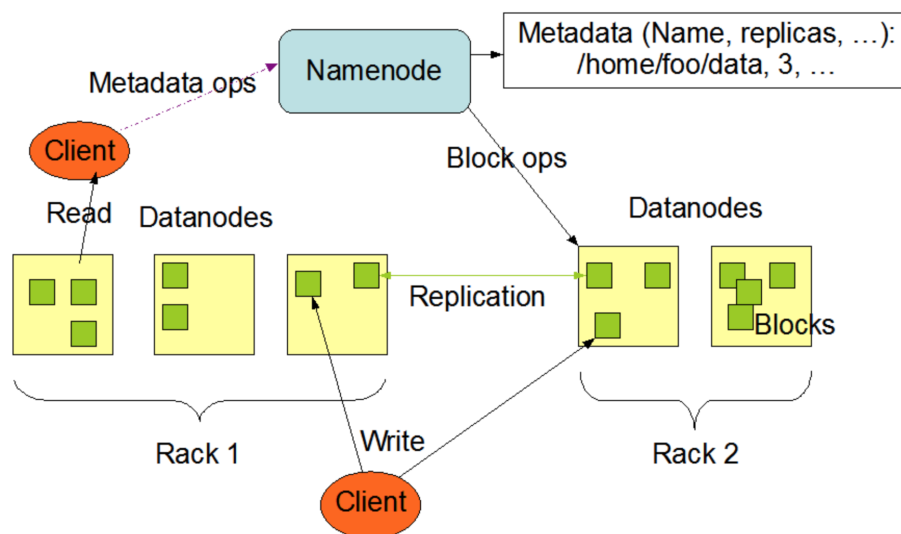 Metadata (Name, replicas, …):
/home/foo/data, 3, …
Namenode
Metadata ops
Client
Block ops
Read
Datanodes
Datanodes
Replication
Blocks
Rack 1
Write
Rack 2
Client